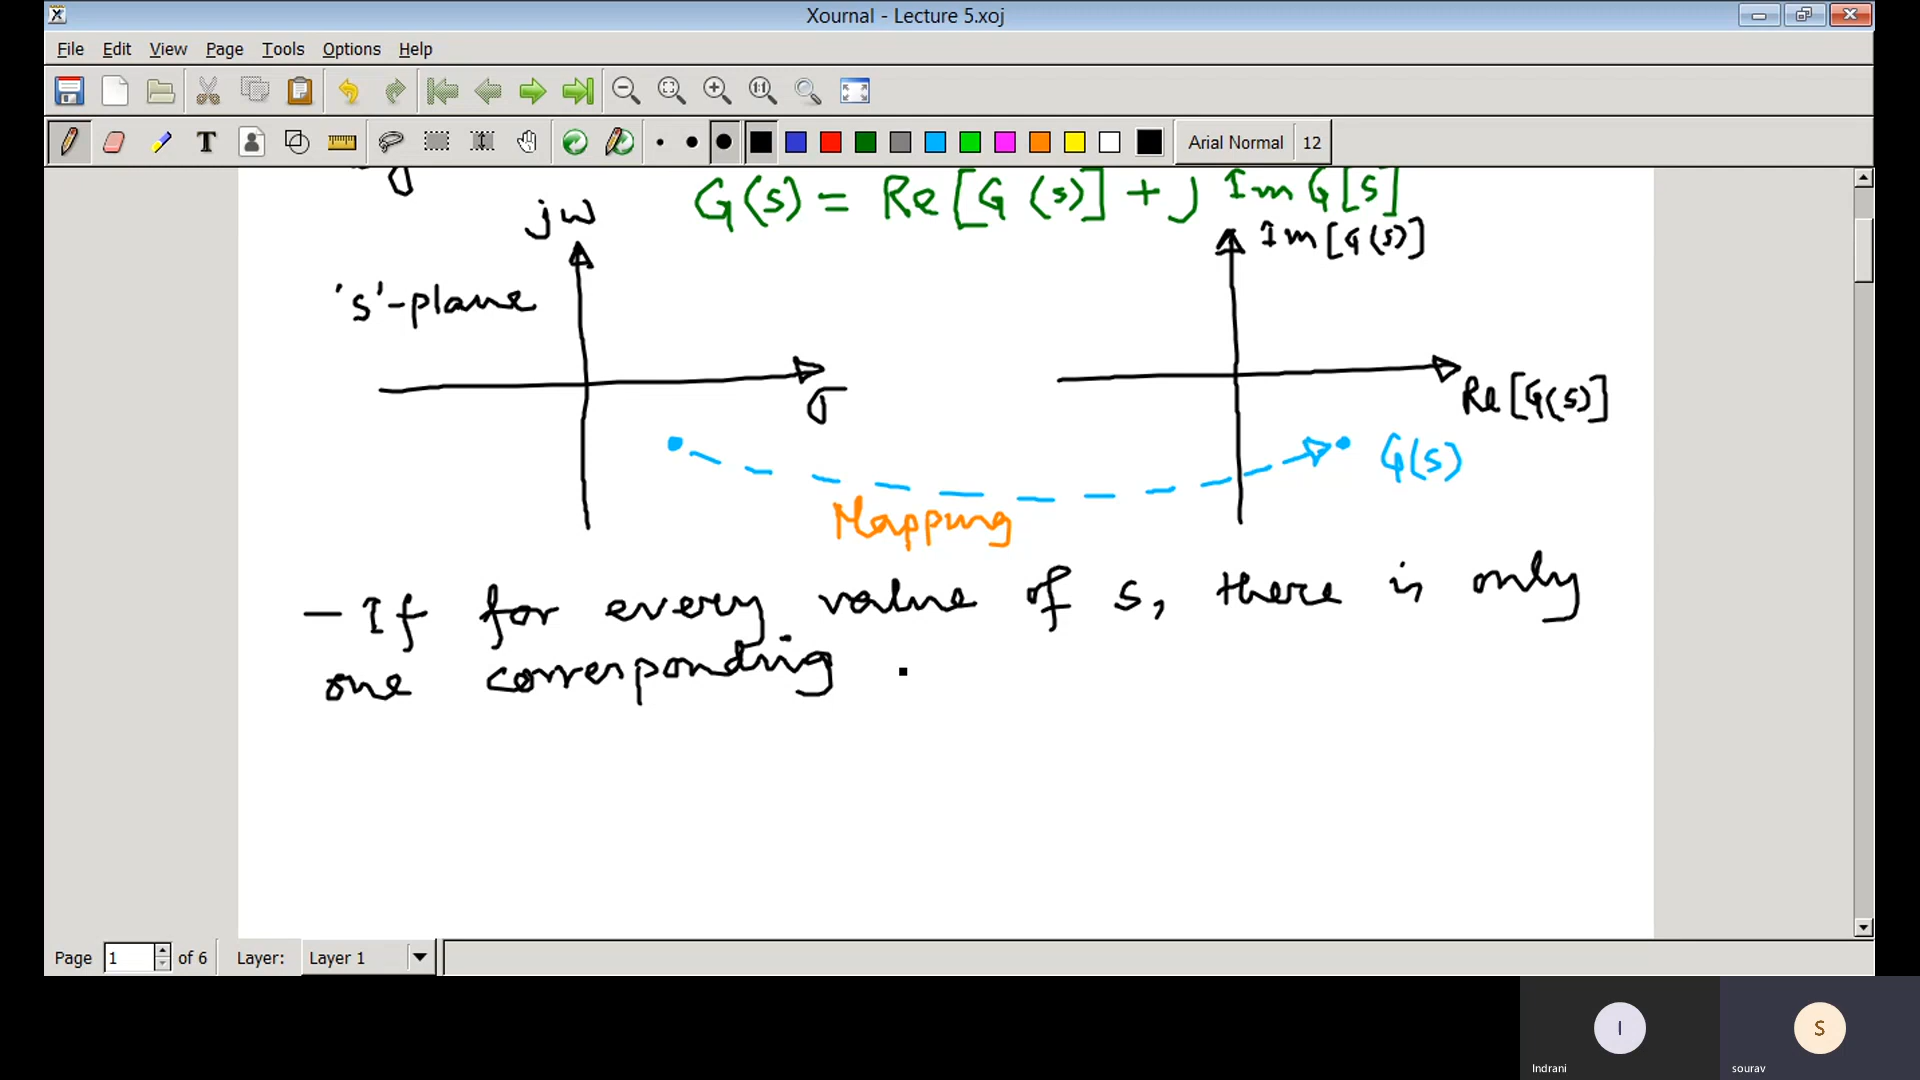 Xournal - Lecture 5.xoj
File Edit View Page Tools Options Help
Arial Normal 12
G(s) = Re[G(s)] + j Im G[s]
jω
Im[G(s)]
's'-plane
σ
Re[G(s)]
G(s)
Mapping
- If for every value of s, there is only
one corresponding
Page 1 of 6 Layer: Layer 1
I
S
Indrani
sourav